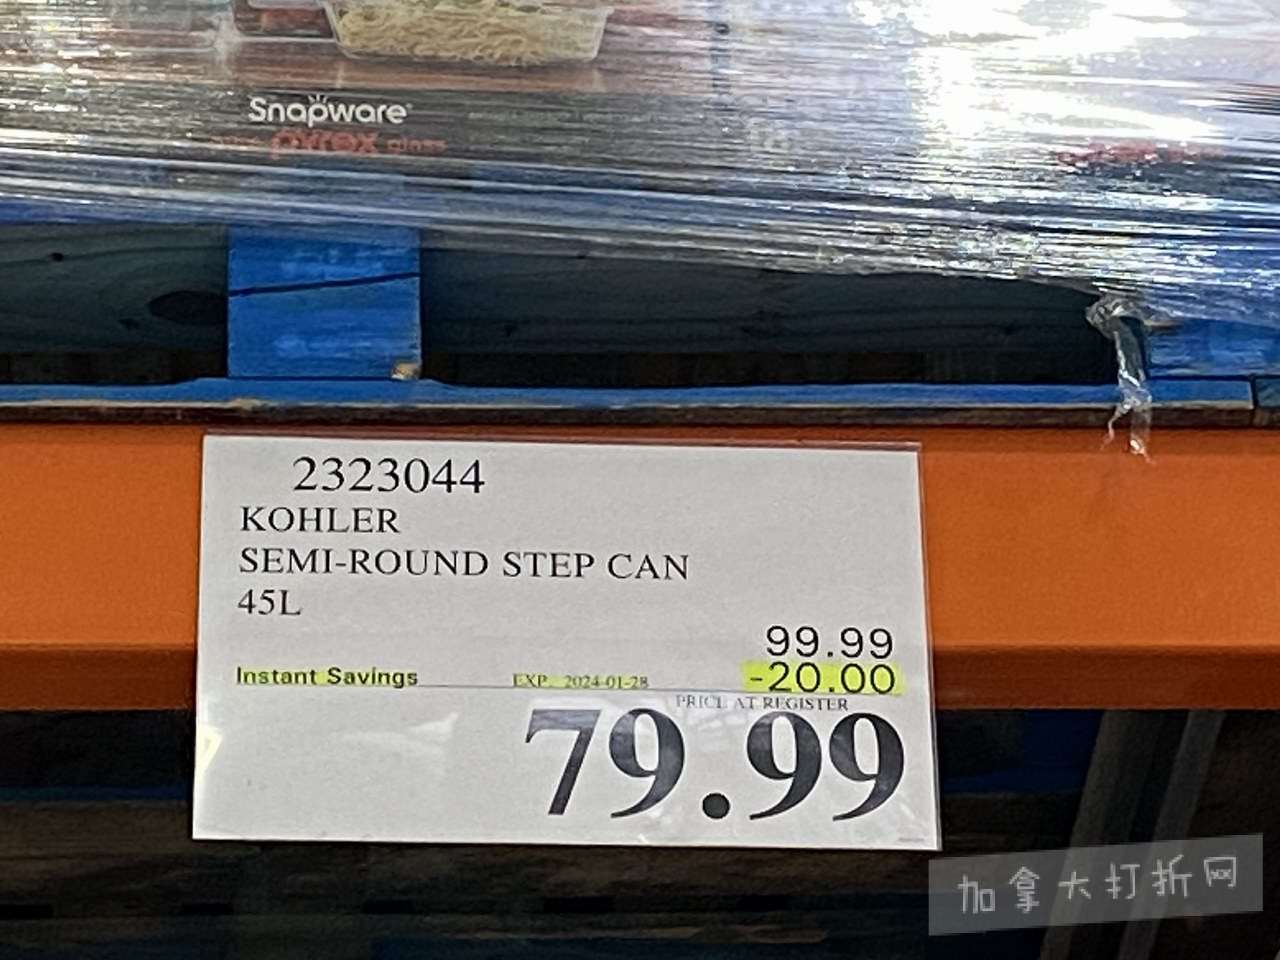 Snapware
pyrex glass
2323044
KOHLER
SEMI-ROUND STEP CAN
45L
99.99
Instant Savings EXP. 2024-01-28 -20.00
PRICE AT REGISTER
79.99
加拿大打折网